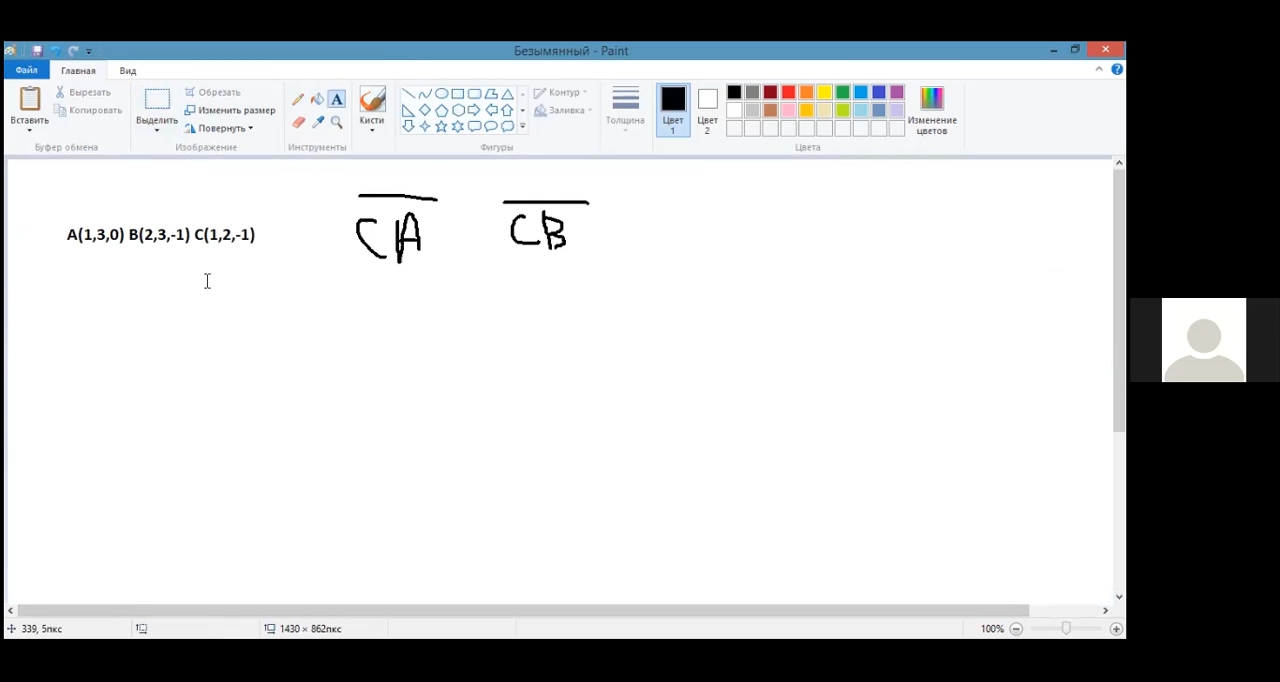 Безымянный - Paint
Файл Главная Вид
Вставить
Вырезать
Копировать
Буфер обмена
Выделить
Обрезать
Изменить размер
Повернуть
Изображение
A
Инструменты
Кисти
Контур
Заливка
Фигуры
Толщина
Цвет 1
Цвет 2
Изменение цветов
Цвета
CA CB
A(1,3,0) B(2,3,-1) C(1,2,-1)
339, 5пкс 1430 × 862пкс 100%